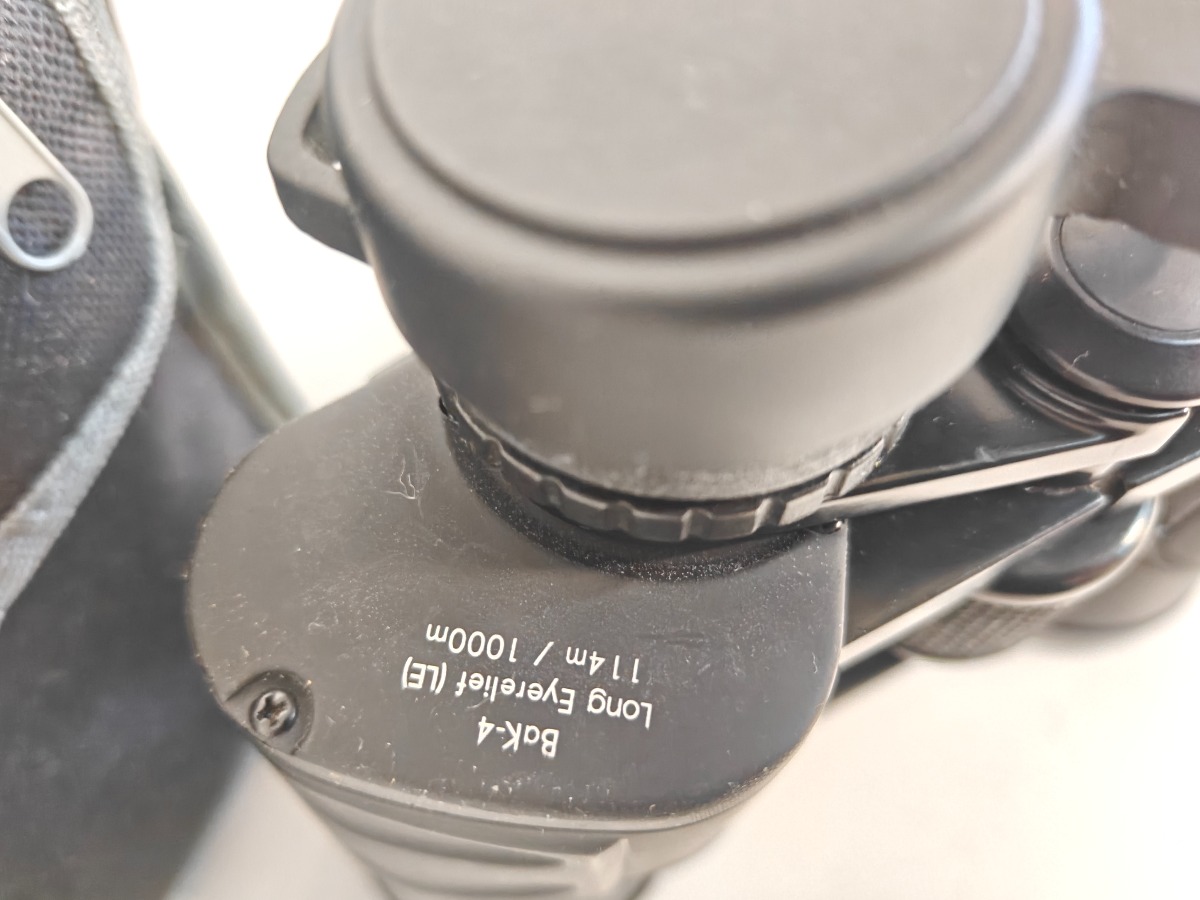 BaK-4
Long Eyerelief (LE)
114m / 1000m